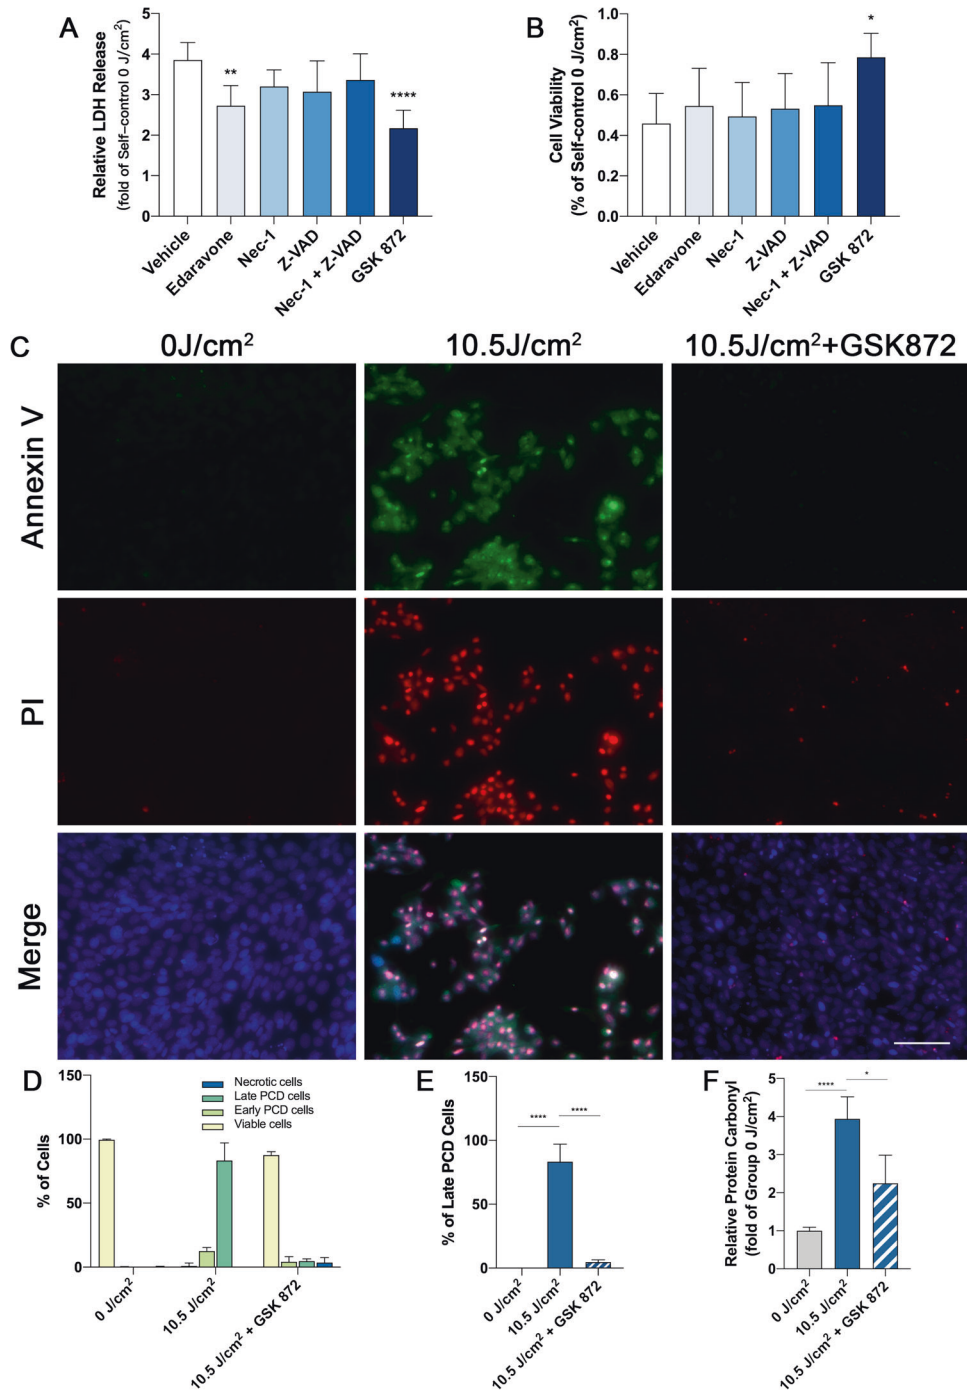 A
Relative LDH Release
(fold of Self–control 0 J/cm²)
5
4
3
2
1
0
**
****
Vehicle
Edaravone
Nec-1
Z-VAD
Nec-1 + Z-VAD
GSK 872
B
Cell Viability
(% of Self-control 0 J/cm²)
1.0
0.8
0.6
0.4
0.2
0.0
*
Vehicle
Edaravone
Nec-1
Z-VAD
Nec-1 + Z-VAD
GSK 872
C
0J/cm²
10.5J/cm²
10.5J/cm²+GSK872
Annexin V
PI
Merge
D
% of Cells
150
100
50
0
Necrotic cells
Late PCD cells
Early PCD cells
Viable cells
0 J/cm²
10.5 J/cm²
10.5 J/cm² + GSK 872
E
% of Late PCD Cells
150
100
50
0
****
****
0 J/cm²
10.5 J/cm²
10.5 J/cm² + GSK 872
F
Relative Protein Carbonyl
(fold of Group 0 J/cm²)
5
4
3
2
1
0
****
*
0 J/cm²
10.5 J/cm²
10.5 J/cm² + GSK 872